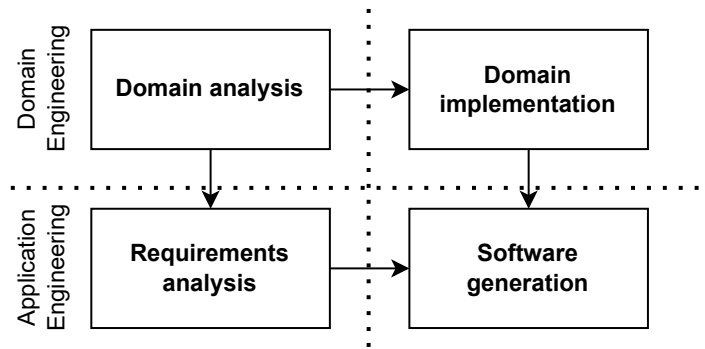 Domain
Engineering
Domain analysis
Domain
implementation
Application
Engineering
Requirements
analysis
Software
generation